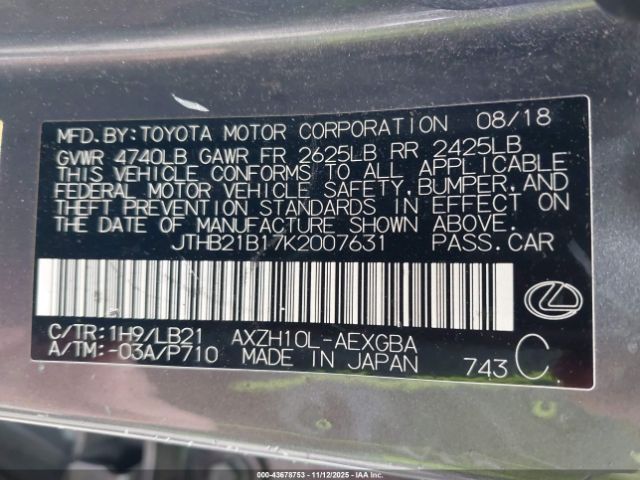 MFD.BY:TOYOTA MOTOR CORPORATION 08/18
GVWR 4740LB GAWR FR 2625LB RR 2425LB
THIS VEHICLE CONFORMS TO ALL APPLICABLE
FEDERAL MOTOR VEHICLE SAFETY,BUMPER,AND
THEFT PREVENTION STANDARDS IN EFFECT ON
THE DATE OF MANUFACTURE SHOWN ABOVE.
JTHB21B17K2007631 PASS.CAR
C/TR:1H9/LB21 AXZH10L-AEXGBA
A/TM:-03A/P710 MADE IN JAPAN 743 C
© IAA 00-43678753 - 11/12/2025 - IAAI.com